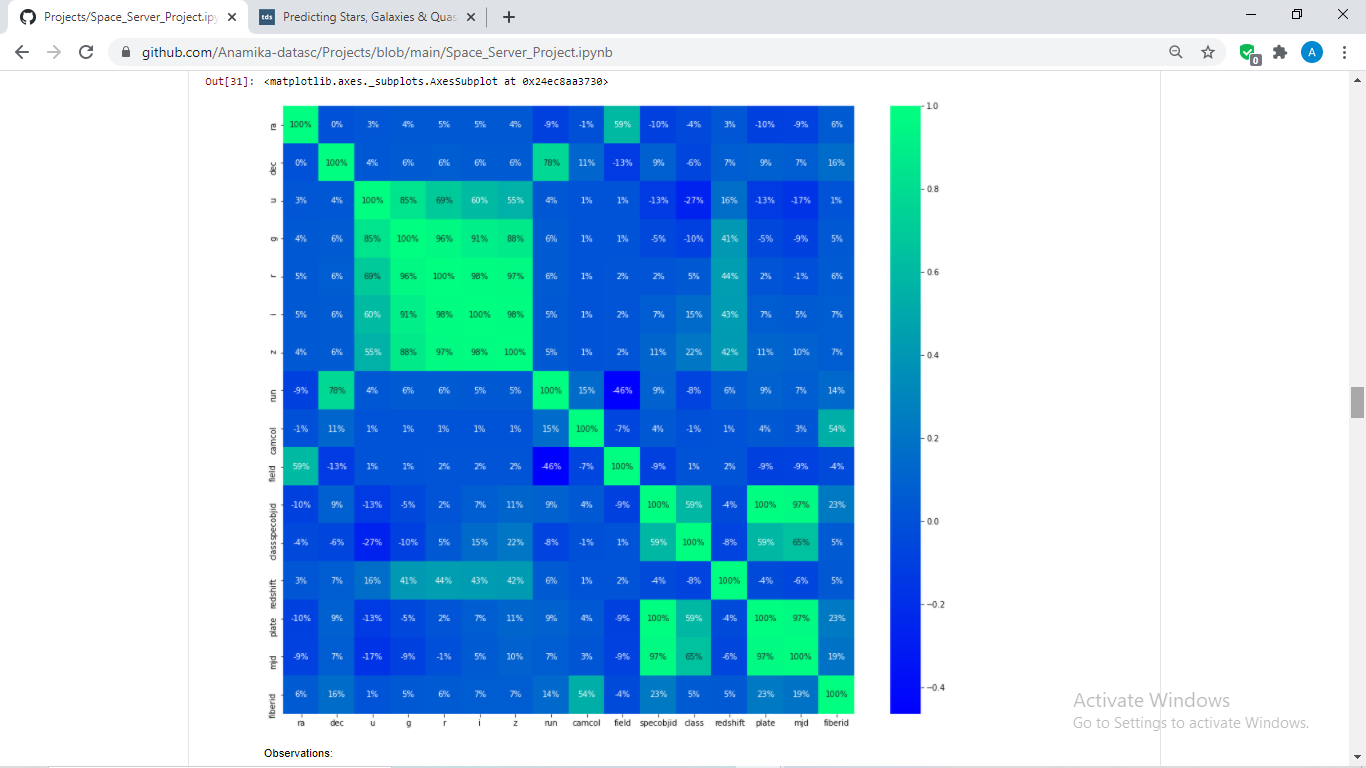 Projects/Space_Server_Project.ipy
Predicting Stars, Galaxies & Quas
github.com/Anamika-datasc/Projects/blob/main/Space_Server_Project.ipynb
0
A
Out[31]: <matplotlib.axes._subplots.AxesSubplot at 0x24ec8aa3730>
ra 100% 0% 3% 4% 5% 5% 4% -9% -1% 59% -10% -4% 3% -10% -9% 6%
dec 0% 100% 4% 6% 6% 6% 6% 78% 11% -13% 9% -6% 7% 9% 7% 16%
u 3% 4% 100% 85% 69% 60% 55% 4% 1% 1% -13% -27% 16% -13% -17% 1%
g 4% 6% 85% 100% 96% 91% 88% 6% 1% 1% -5% -10% 41% -5% -9% 5%
r 5% 6% 69% 96% 100% 98% 97% 6% 1% 2% 2% 5% 44% 2% -1% 6%
i 5% 6% 60% 91% 98% 100% 98% 5% 1% 2% 7% 15% 43% 7% 5% 7%
z 4% 6% 55% 88% 97% 98% 100% 5% 1% 2% 11% 22% 42% 11% 10% 7%
run -9% 78% 4% 6% 6% 5% 5% 100% 15% -46% 9% -8% 6% 9% 7% 14%
camcol -1% 11% 1% 1% 1% 1% 1% 15% 100% -7% 4% -1% 1% 4% 3% 54%
field 59% -13% 1% 1% 2% 2% 2% -46% -7% 100% -9% 1% 2% -9% -9% -4%
specobjid -10% 9% -13% -5% 2% 7% 11% 9% 4% -9% 100% 59% -4% 100% 97% 23%
class -4% -6% -27% -10% 5% 15% 22% -8% -1% 1% 59% 100% -8% 59% 65% 5%
redshift 3% 7% 16% 41% 44% 43% 42% 6% 1% 2% -4% -8% 100% -4% -6% 5%
plate -10% 9% -13% -5% 2% 7% 11% 9% 4% -9% 100% 59% -4% 100% 97% 23%
mjd -9% 7% -17% -9% -1% 5% 10% 7% 3% -9% 97% 65% -6% 97% 100% 19%
fiberid 6% 16% 1% 5% 6% 7% 7% 14% 54% -4% 23% 5% 5% 23% 19% 100%
ra dec u g r i z run camcol field specobjid class redshift plate mjd fiberid
1.0
0.8
0.6
0.4
0.2
0.0
−0.2
−0.4
Observations:
Activate Windows
Go to Settings to activate Windows.